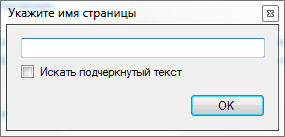 Укажите имя страницы
Искать подчеркнутый текст
OK